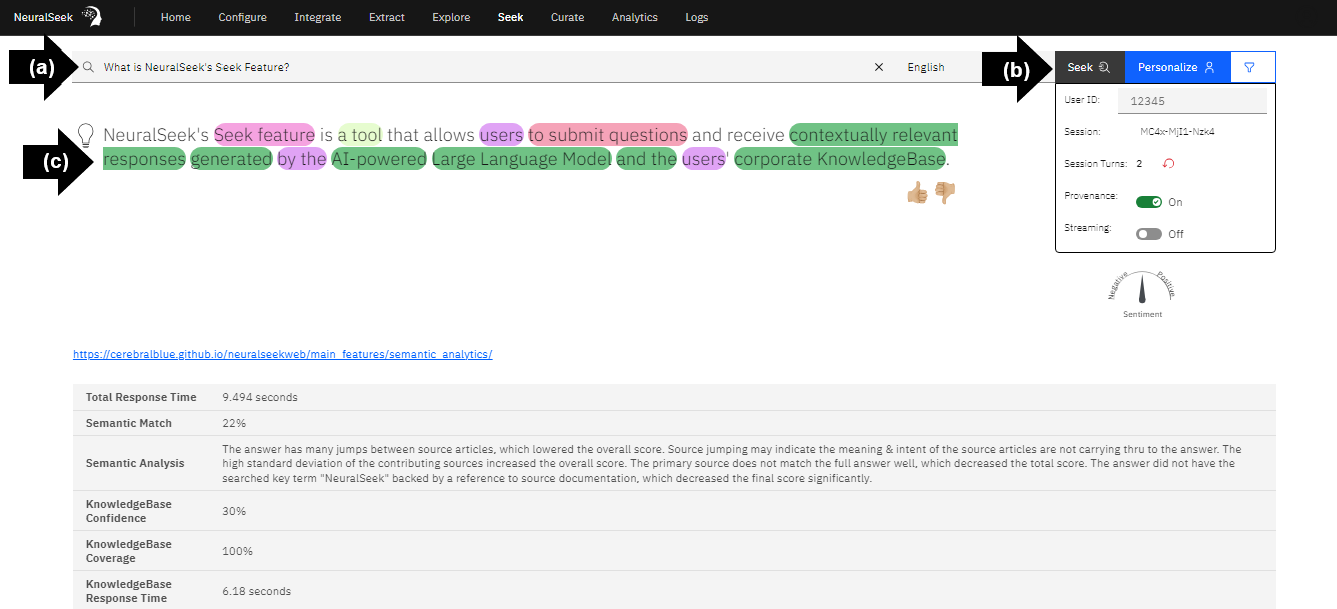 NeuralSeek Home Configure Integrate Extract Explore Seek Curate Analytics Logs
(a) What is NeuralSeek's Seek Feature? English (b) Seek Personalize
User ID: 12345
Session: MC4x-MjI1-Nzk4
Session Turns: 2
Provenance: On
Streaming: Off
(c) NeuralSeek's Seek feature is a tool that allows users to submit questions and receive contextually relevant
responses generated by the AI-powered Large Language Model and the users' corporate KnowledgeBase.
Negative Positive
Sentiment
https://cerebralblue.github.io/neuralseekweb/main_features/semantic_analytics/
Total Response Time 9.494 seconds
Semantic Match 22%
Semantic Analysis The answer has many jumps between source articles, which lowered the overall score. Source jumping may indicate the meaning & intent of the source articles are not carrying thru to the answer. The
high standard deviation of the contributing sources increased the overall score. The primary source does not match the full answer well, which decreased the total score. The answer did not have the
searched key term "NeuralSeek" backed by a reference to source documentation, which decreased the final score significantly.
KnowledgeBase
Confidence 30%
KnowledgeBase
Coverage 100%
KnowledgeBase
Response Time 6.18 seconds